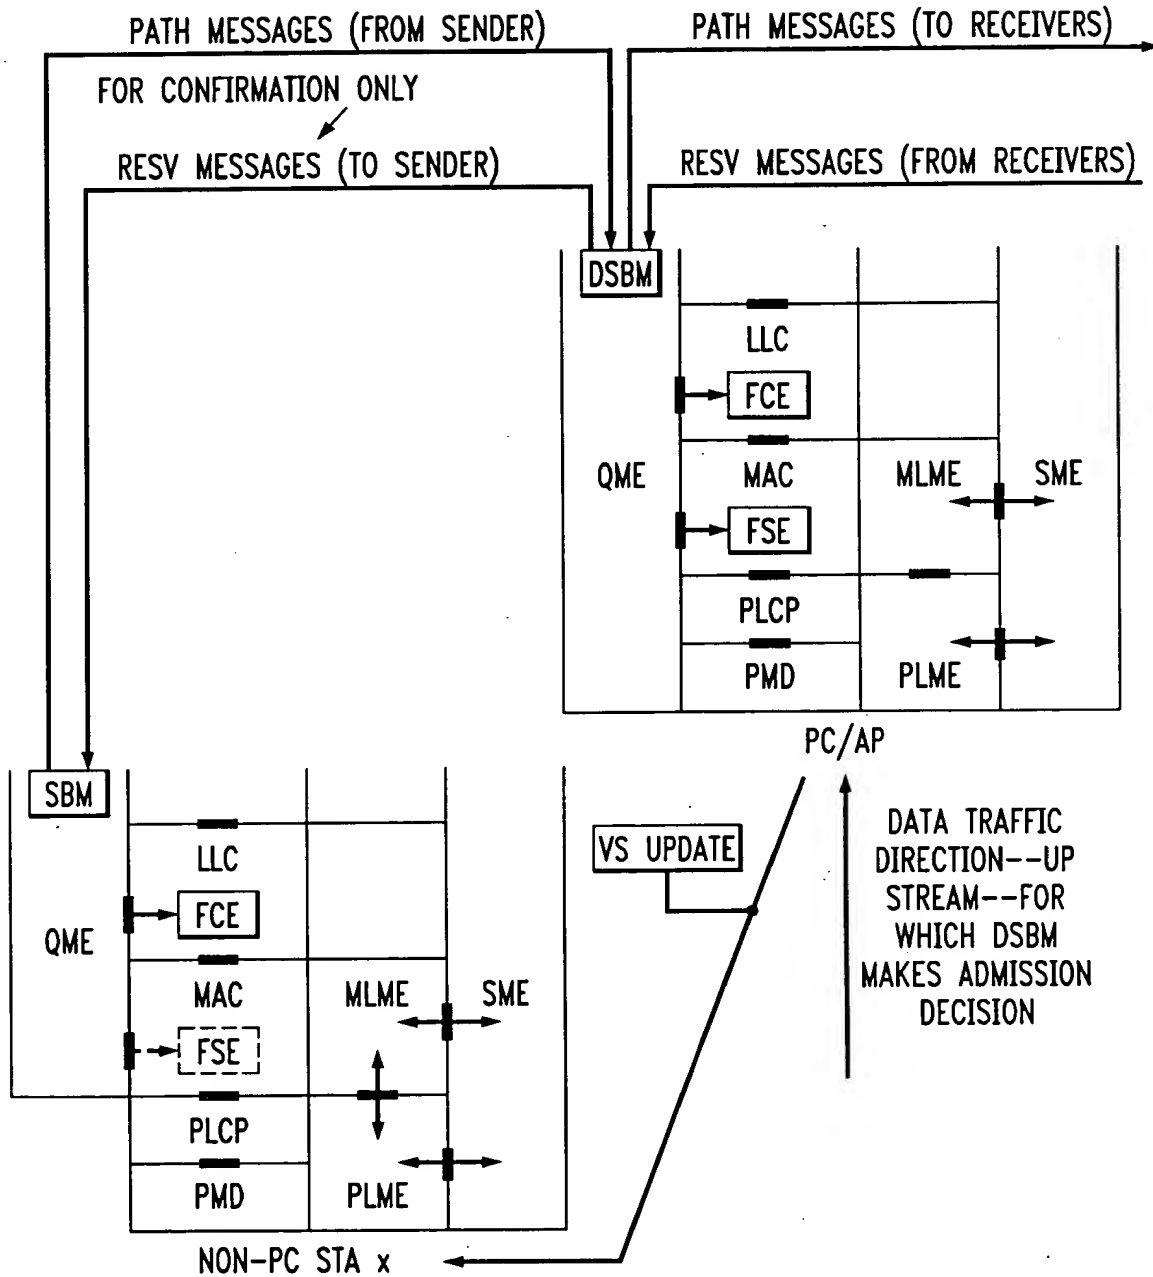 PATH MESSAGES (FROM SENDER)
PATH MESSAGES (TO RECEIVERS)
FOR CONFIRMATION ONLY
RESV MESSAGES (TO SENDER)
RESV MESSAGES (FROM RECEIVERS)
DSBM
LLC
FCE
QME
MAC
MLME
SME
FSE
PLCP
PMD
PLME
PC/AP
SBM
LLC
FCE
QME
MAC
MLME
SME
FSE
PLCP
PMD
PLME
NON-PC STA x
VS UPDATE
DATA TRAFFIC
DIRECTION--UP
STREAM--FOR
WHICH DSBM
MAKES ADMISSION
DECISION